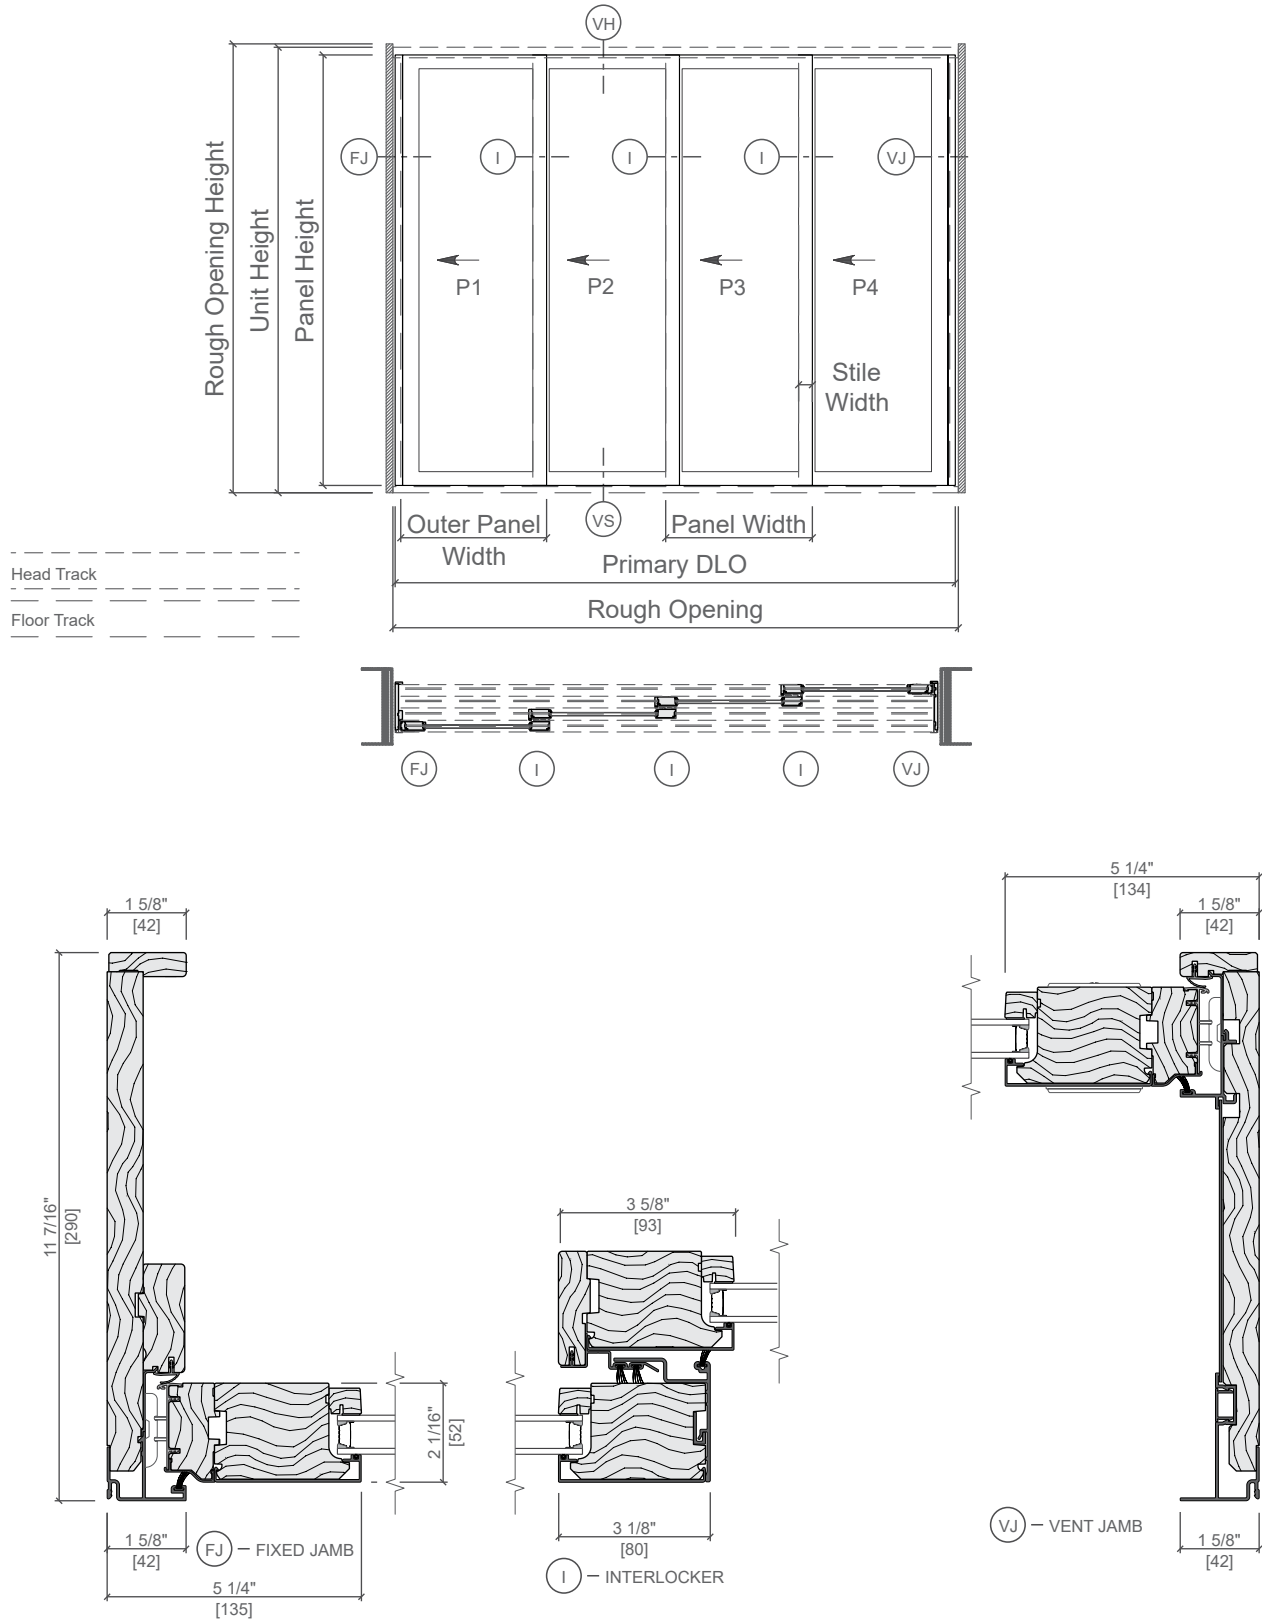 VH
Rough Opening Height
Unit Height
Panel Height
FJ
I
I
I
VJ
P1
P2
P3
P4
Stile
Width
Outer Panel
Width
VS
Panel Width
Primary DLO
Rough Opening
Head Track
Floor Track
FJ
I
I
I
VJ
5 1/4"
[134]
1 5/8"
[42]
1 5/8"
[42]
11 7/16"
[290]
3 5/8"
[93]
2 1/16"
[52]
1 5/8"
[42]
FJ – FIXED JAMB
5 1/4"
[135]
3 1/8"
[80]
I – INTERLOCKER
VJ – VENT JAMB
1 5/8"
[42]